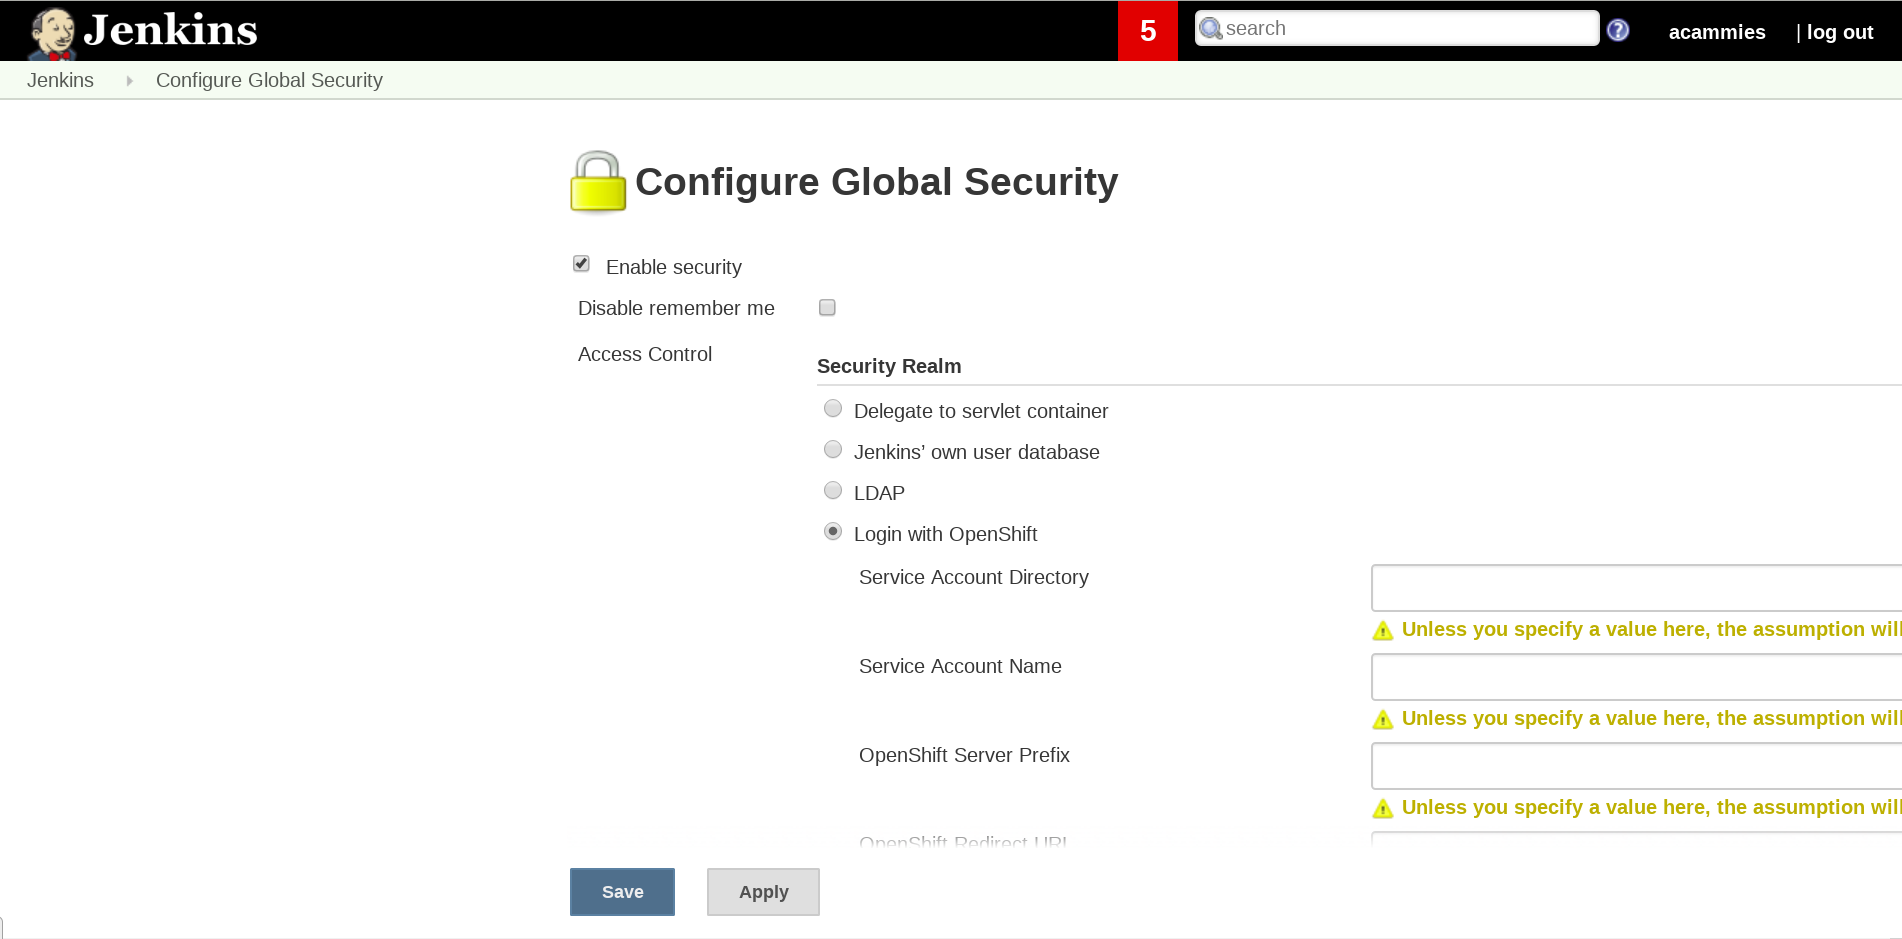 Jenkins
5
search
acammies
| log out
Jenkins
Configure Global Security
Configure Global Security
Enable security
Disable remember me
Access Control
Security Realm
Delegate to servlet container
Jenkins’ own user database
LDAP
Login with OpenShift
Service Account Directory
Unless you specify a value here, the assumption will
Service Account Name
Unless you specify a value here, the assumption will
OpenShift Server Prefix
Unless you specify a value here, the assumption will
OpenShift Redirect URL
Save
Apply